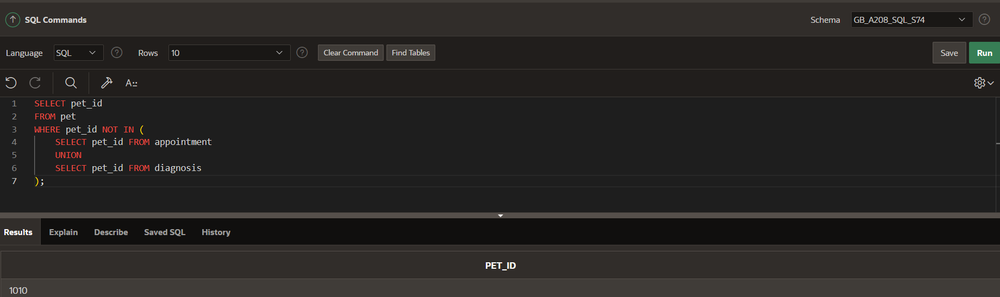 SQL Commands
Schema GB_A208_SQL_S74
Language SQL Rows 10 Clear Command Find Tables Save Run
1 SELECT pet_id
2 FROM pet
3 WHERE pet_id NOT IN (
4 SELECT pet_id FROM appointment
5 UNION
6 SELECT pet_id FROM diagnosis
7 );
Results Explain Describe Saved SQL History
PET_ID
1010